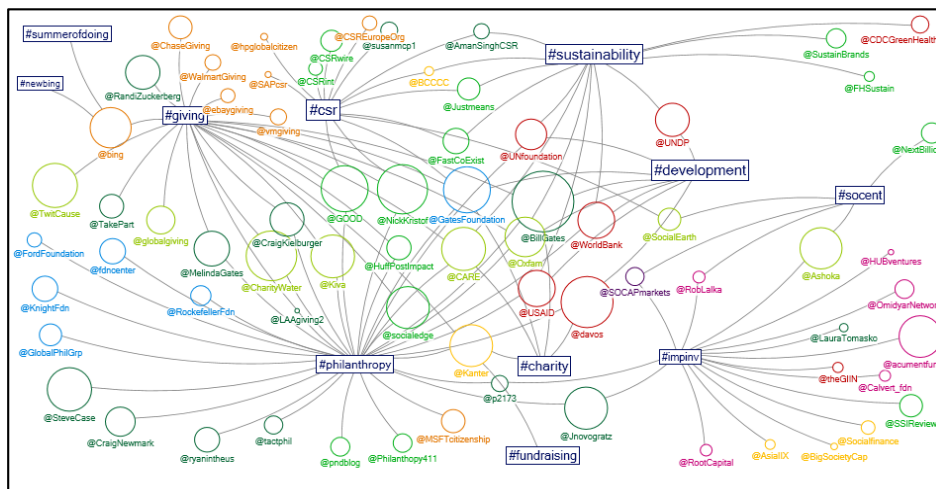 @CSREuropeOrg
#summerofdoing
@ChaseGiving
@hpglobalcitizen
@susanmcp1
@AmanSinghCSR
@CDCGreenHealth
#sustainability
@CSRwire
@SustainBrands
@WalmartGiving
@CSRint
@BCCCC
@FHSustain
#newbing
@SAPcsr
@RandiZuckerberg
@ebaygiving
#csr
@Justmeans
#giving
@vmgiving
@UNDP
@bing
@FastCoExist
@UNfoundation
@NextBillion
#development
#socent
@TwitCause
@TakePart
@GOOD
@NickKristof
@GatesFoundation
@BillGates
@globalgiving
@CraigKielburger
@WorldBank
@SocialEarth
@FordFoundation
@fdncenter
@MelindaGates
@HuffPostImpact
@Oxfam
@HUBventures
@CharityWater
@Kiva
@CARE
@Ashoka
@SOCAPmarkets
@RobLalka
@KnightFdn
@RockefellerFdn
@LAAgiving2
@USAID
@OmidyarNetwork
@socialedge
@davos
@LauraTomasko
@GlobalPhilGrp
#philanthropy
@Kanter
#charity
#impinv
@acumentfund
@theGIIN
@Calvert_fdn
@p2173
@SteveCase
@Jnovogratz
@SSIReview
@CraigNewmark
@tactphil
@MSFTcitizenship
@Socialfinance
@ryanintheus
@pndblog
@Philanthropy411
#fundraising
@RootCapital
@AsiaIIX
@BigSocietyCap